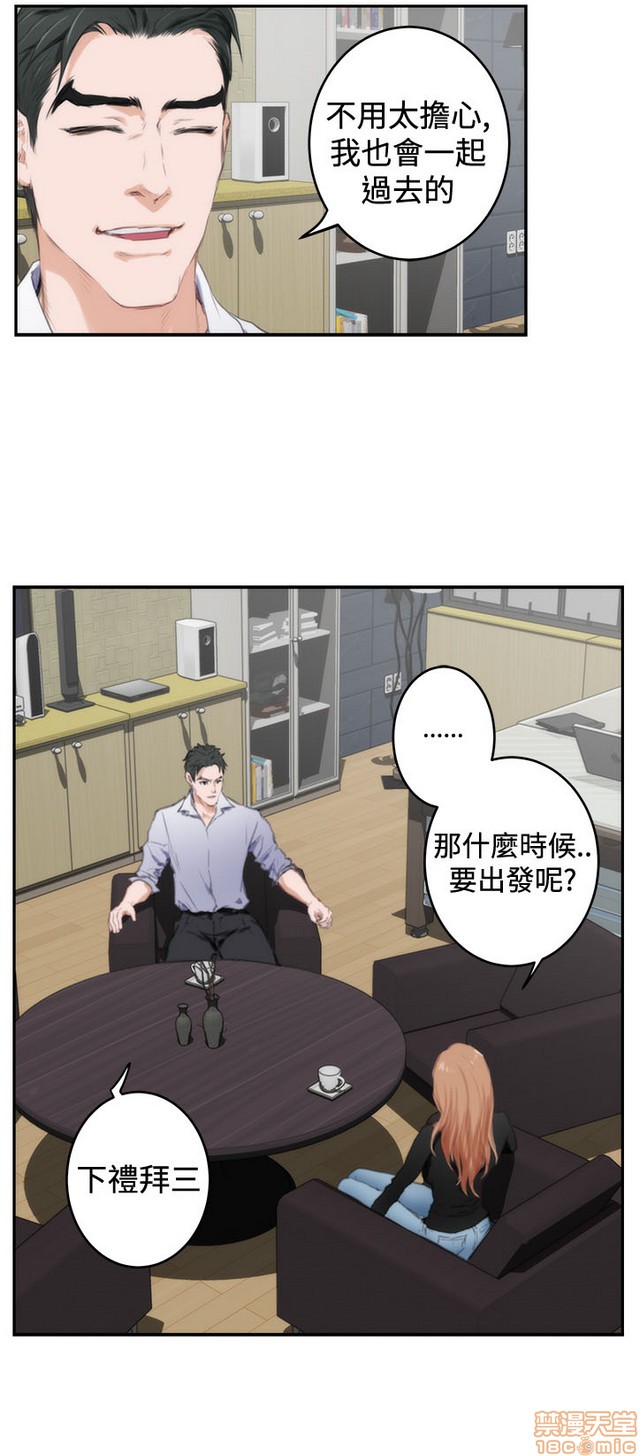 不用太擔心,
我也會一起
過去的
......
那什麼時候..
要出發呢?
下禮拜三
禁漫天堂
18COMIC